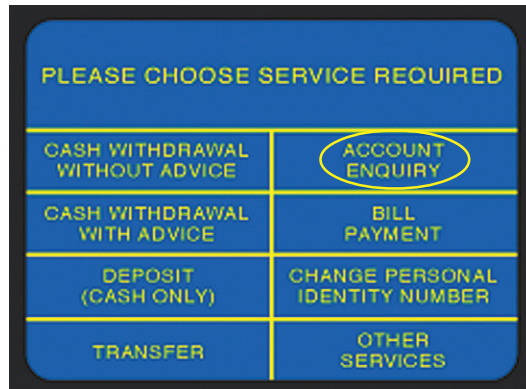 PLEASE CHOOSE SERVICE REQUIRED
CASH WITHDRAWAL
WITHOUT ADVICE
ACCOUNT
ENQUIRY
CASH WITHDRAWAL
WITH ADVICE
BILL
PAYMENT
DEPOSIT
(CASH ONLY)
CHANGE PERSONAL
IDENTITY NUMBER
TRANSFER
OTHER
SERVICES